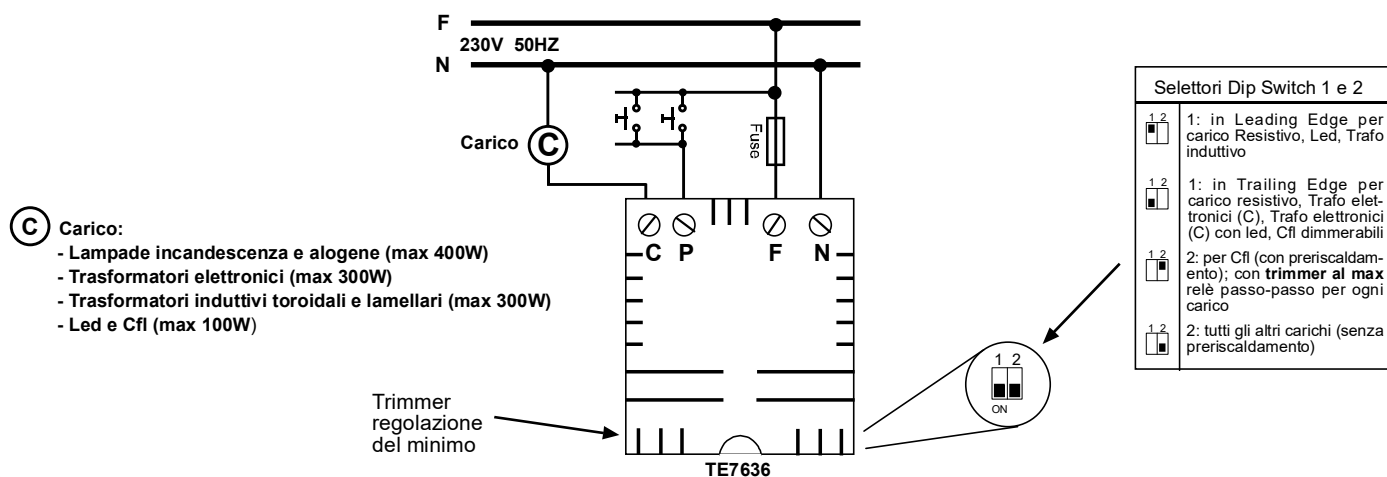 F
230V 50HZ
N
Carico
C
Fuse
C P F N
C
Carico:
- Lampade incandescenza e alogene (max 400W)
- Trasformatori elettronici (max 300W)
- Trasformatori induttivi toroidali e lamellari (max 300W)
- Led e Cfl (max 100W)
Trimmer
regolazione
del minimo
TE7636
1 2
ON
Selettori Dip Switch 1 e 2
1 2
1: in Leading Edge per
carico Resistivo, Led, Trafo
induttivo
1 2
1: in Trailing Edge per
carico resistivo, Trafo elet-
tronici (C), Trafo elettronici
(C) con led, Cfl dimmerabili
1 2
2: per Cfl (con preriscaldam-
ento); con trimmer al max
relè passo-passo per ogni
carico
1 2
2: tutti gli altri carichi (senza
preriscaldamento)